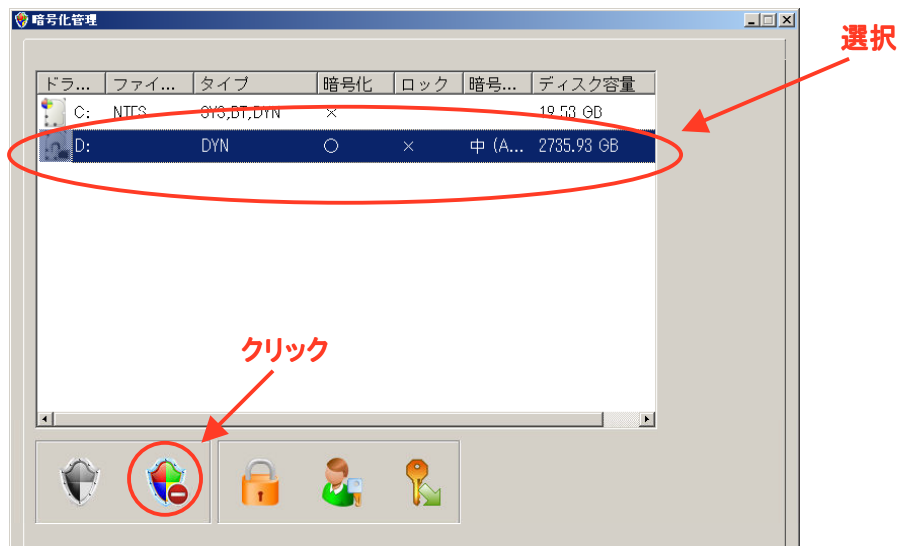 暗号化管理
選択
ドラ... ファイ... タイプ 暗号化 ロック 暗号... ディスク容量
C: NTFS SYS,BT,DYN × 19.53 GB
D: DYN ○ × 中 (A... 2735.93 GB
クリック